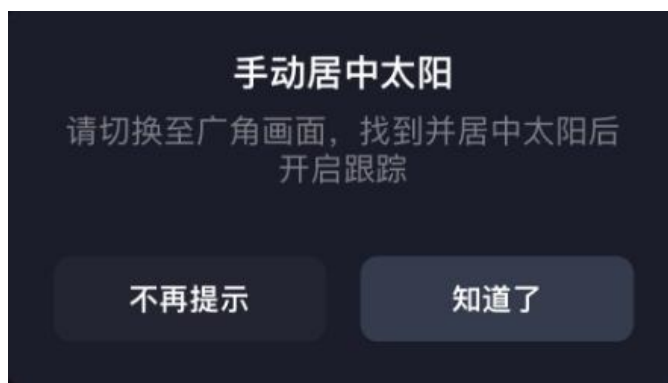 手动居中太阳
请切换至广角画面，找到并居中太阳后
开启跟踪
不再提示
知道了